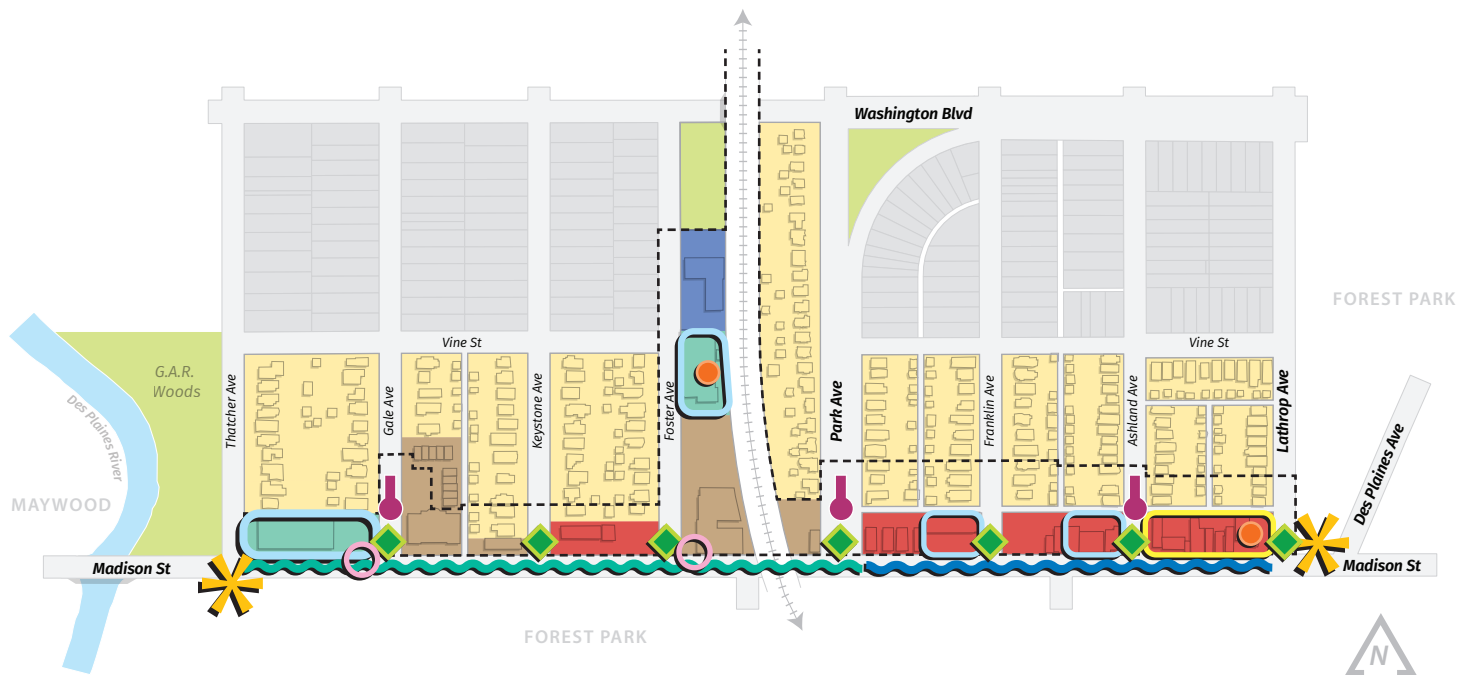 Washington Blvd
FOREST PARK
Vine St
Vine St
G.A.R.
Woods
Des Plaines River
Thatcher Ave
Gale Ave
Keystone Ave
Foster Ave
Park Ave
Franklin Ave
Ashland Ave
Lathrop Ave
Des Plaines Ave
MAYWOOD
Madison St
Madison St
FOREST PARK
N